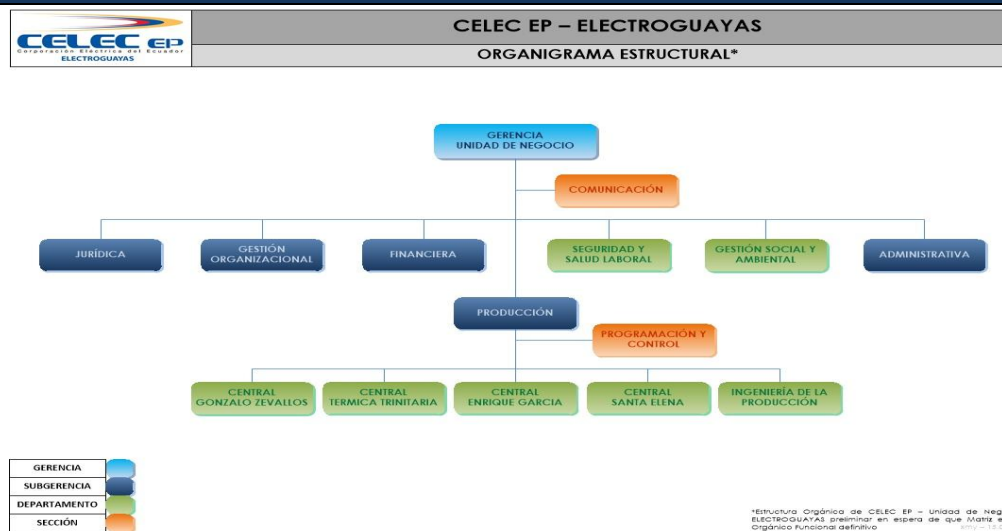 CELEC EP
Corporación Eléctrica del Ecuador
ELECTROGUAYAS
CELEC EP – ELECTROGUAYAS
ORGANIGRAMA ESTRUCTURAL*
GERENCIA
UNIDAD DE NEGOCIO
COMUNICACIÓN
JURÍDICA
GESTIÓN
ORGANIZACIONAL
FINANCIERA
SEGURIDAD Y
SALUD LABORAL
GESTIÓN SOCIAL Y
AMBIENTAL
ADMINISTRATIVA
PRODUCCIÓN
PROGRAMACIÓN Y
CONTROL
CENTRAL
GONZALO ZEVALLOS
CENTRAL
TERMICA TRINITARIA
CENTRAL
ENRIQUE GARCIA
CENTRAL
SANTA ELENA
INGENIERÍA DE LA
PRODUCCIÓN
GERENCIA
SUBGERENCIA
DEPARTAMENTO
SECCIÓN
*Estructura Orgánica de CELEC EP – Unidad de Neg
ELECTROGUAYAS preliminar en espera de que Matriz e
Orgánico Funcional definitivo